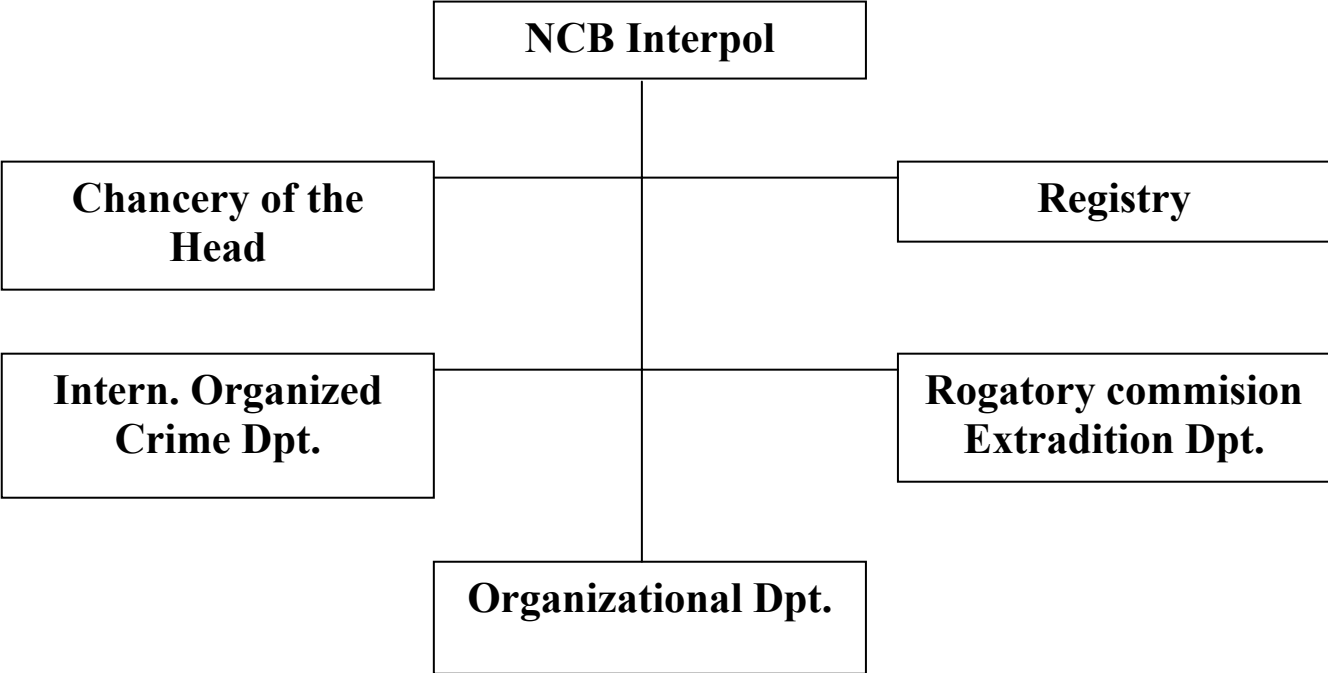 NCB Interpol
Chancery of the
Head
Registry
Intern. Organized
Crime Dpt.
Rogatory commision
Extradition Dpt.
Organizational Dpt.